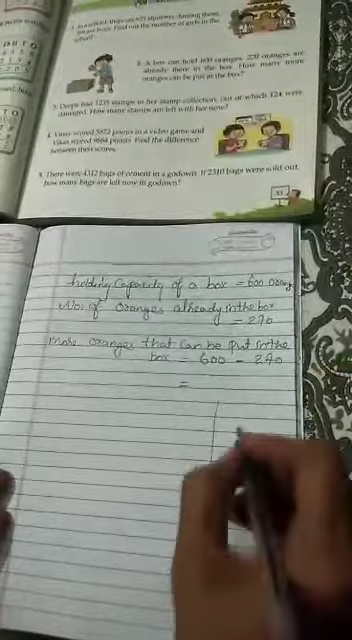 school?
2. A box can hold 600 oranges. 270 oranges are
already there in the box. How many more
oranges can be put in the box?
3. Deepa had 1235 stamps in her stamp collection, out of which 124 were
damaged. How many stamps are left with her now?
scored 5872 points in a video game and
Vikas scored 9684 points. Find the difference
between their scores.
5. There were 4312 bags of cement in a godown. If 2310 bags were sold out,
how many bags are left now in godown?
holding Capacity of a box = 600 orang
No. of oranges already in the box
= 270
more oranges that can be put in the
box = 600 - 270
=